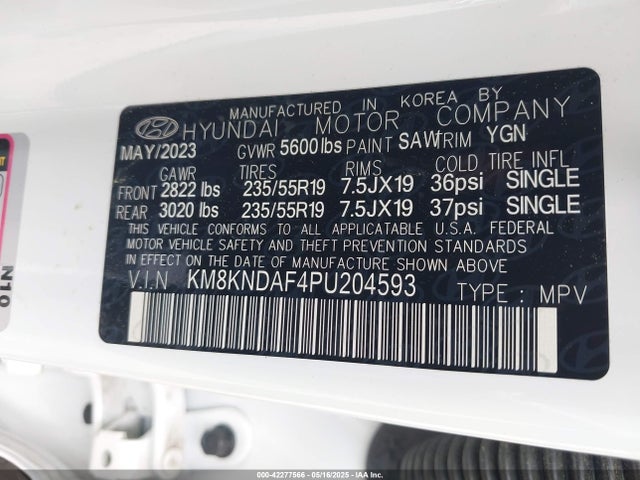 MANUFACTURED IN KOREA BY
HYUNDAI MOTOR COMPANY
MAY/2023 GVWR 5600 lbs PAINT SAW TRIM YGN
GAWR TIRES RIMS COLD TIRE INFL.
FRONT 2822 lbs 235/55R19 7.5JX19 36psi SINGLE
REAR 3020 lbs 235/55R19 7.5JX19 37psi SINGLE
THIS VEHICLE CONFORMS TO ALL APPLICABLE U.S.A. FEDERAL
MOTOR VEHICLE SAFETY AND THEFT PREVENTION STANDARDS
IN EFFECT ON THE DATE OF MANUFACTURE SHOWN ABOVE
V.I.N KM8KNDAF4PU204593 TYPE : MPV
N10
000-42277566 - 05/16/2025 - IAA Inc.